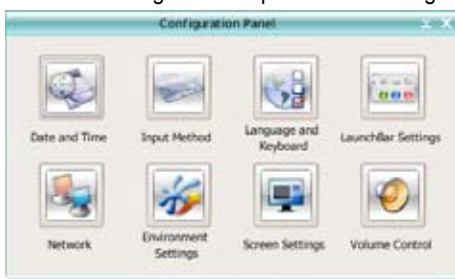 Configuration Panel
Date and Time
Input Method
Language and
Keyboard
LaunchBar Settings
Network
Environment
Settings
Screen Settings
Volume Control